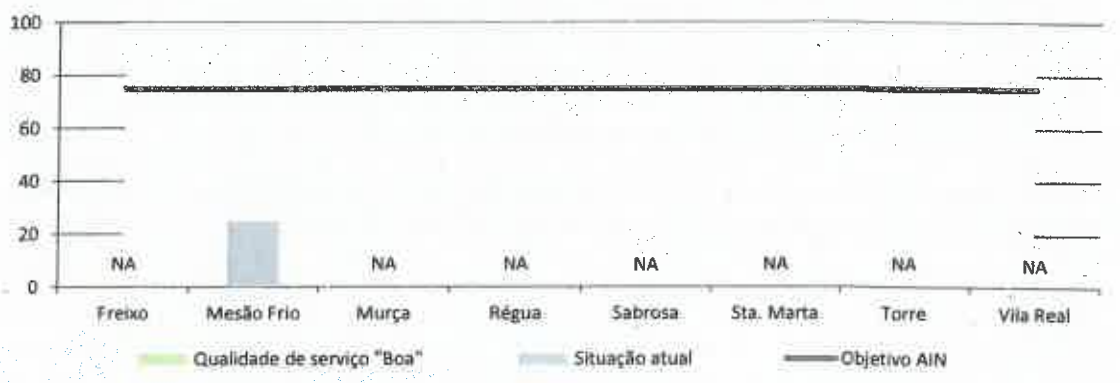 100
80
60
40
20
NA NA NA NA NA NA NA
0
Freixo Mesão Frio Murça Régua Sabrosa Sta. Marta Torre Vila Real
Qualidade de serviço "Boa" Situação atual Objetivo AIN